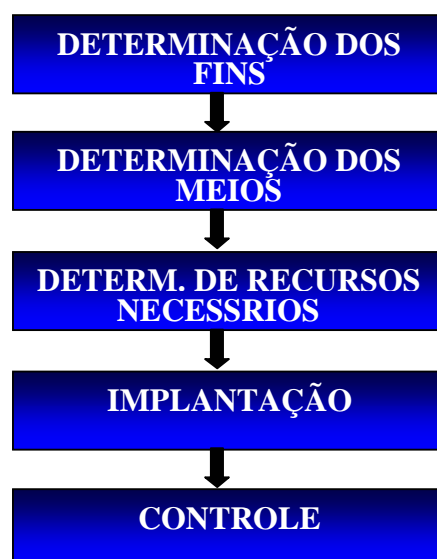 DETERMINAÇÃO DOS
FINS
DETERMINAÇÃO DOS
MEIOS
DETERM. DE RECURSOS
NECESSRIOS
IMPLANTAÇÃO
CONTROLE